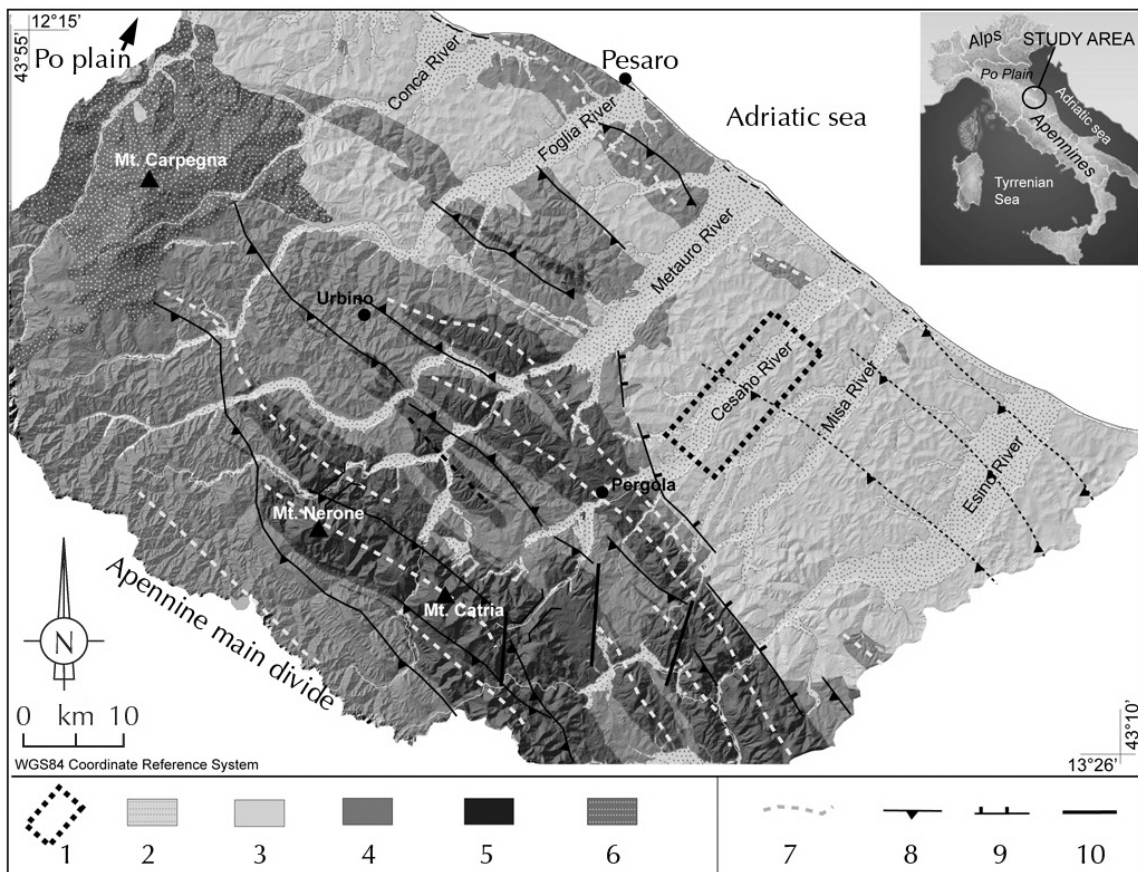 12°15'
43°55'
Po plain
Conca River
Pesaro
Foglia River
Adriatic sea
Mt. Carpegna
Metauro River
Urbino
Cesano River
Misa River
Esino River
Pergola
Mt. Nerone
Mt. Catria
Apennine main divide
N
0 km 10
WGS84 Coordinate Reference System
43°10'
13°26'
Alps
STUDY AREA
Po Plain
Adriatic sea
Apennines
Tyrrenian
Sea
1 2 3 4 5 6 7 8 9 10